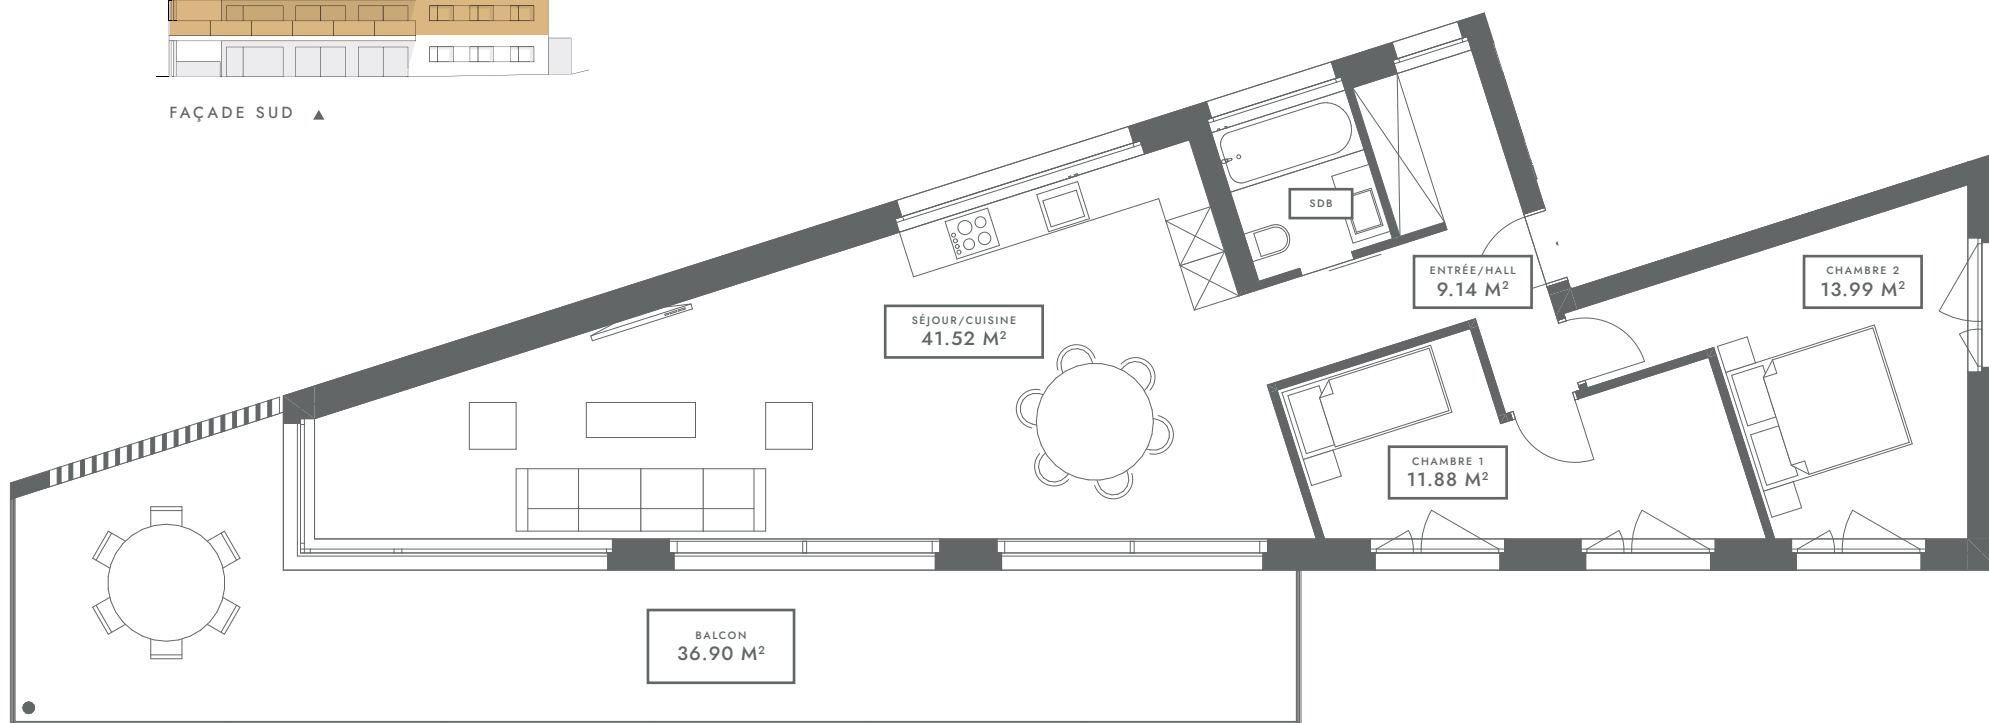 FAÇADE SUD ▲
SDB
ENTRÉE/HALL
9.14 M²
CHAMBRE 2
13.99 M²
SÉJOUR/CUISINE
41.52 M²
CHAMBRE 1
11.88 M²
BALCON
36.90 M²